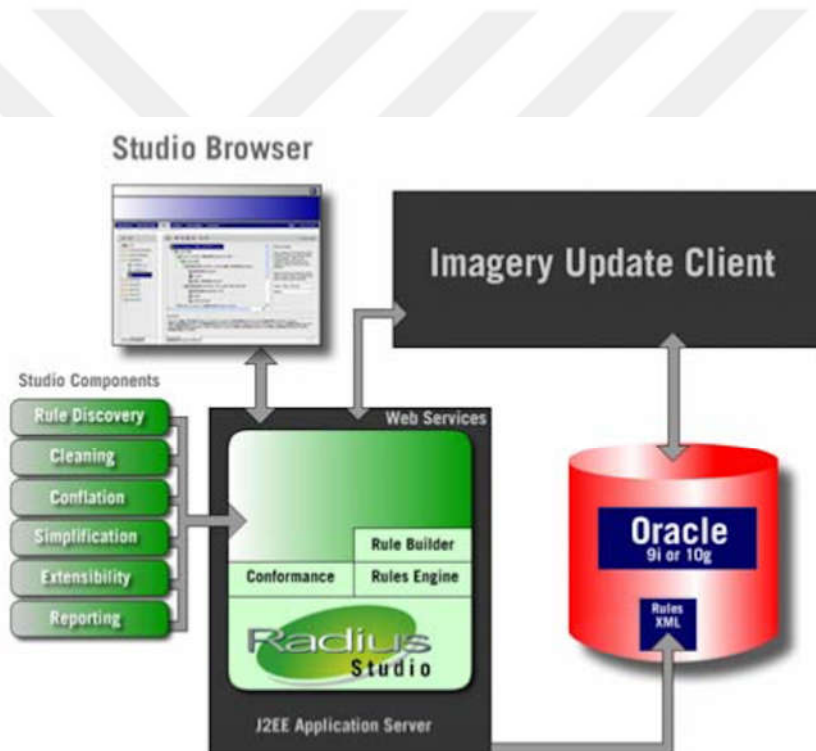 Studio Browser
Imagery Update Client
Studio Components
Rule Discovery
Cleaning
Conflation
Simplification
Extensibility
Reporting
Web Services
Rule Builder
Conformance
Rules Engine
Radius
Studio
J2EE Application Server
Oracle
9i or 10g
Rules
XML